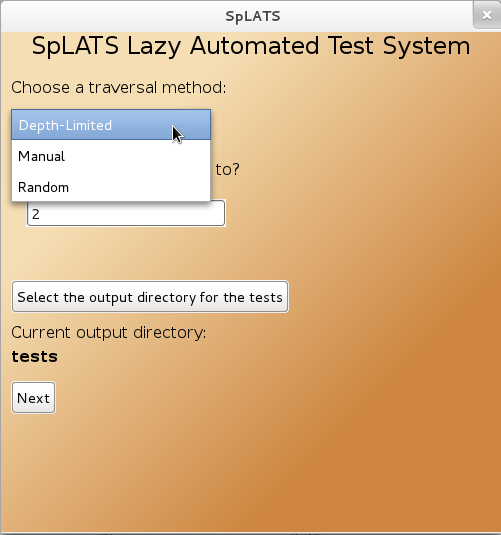 SpLATS
SpLATS Lazy Automated Test System
Choose a traversal method:
Depth-Limited
Manual
Random
to?
2
Select the output directory for the tests
Current output directory:
tests
Next